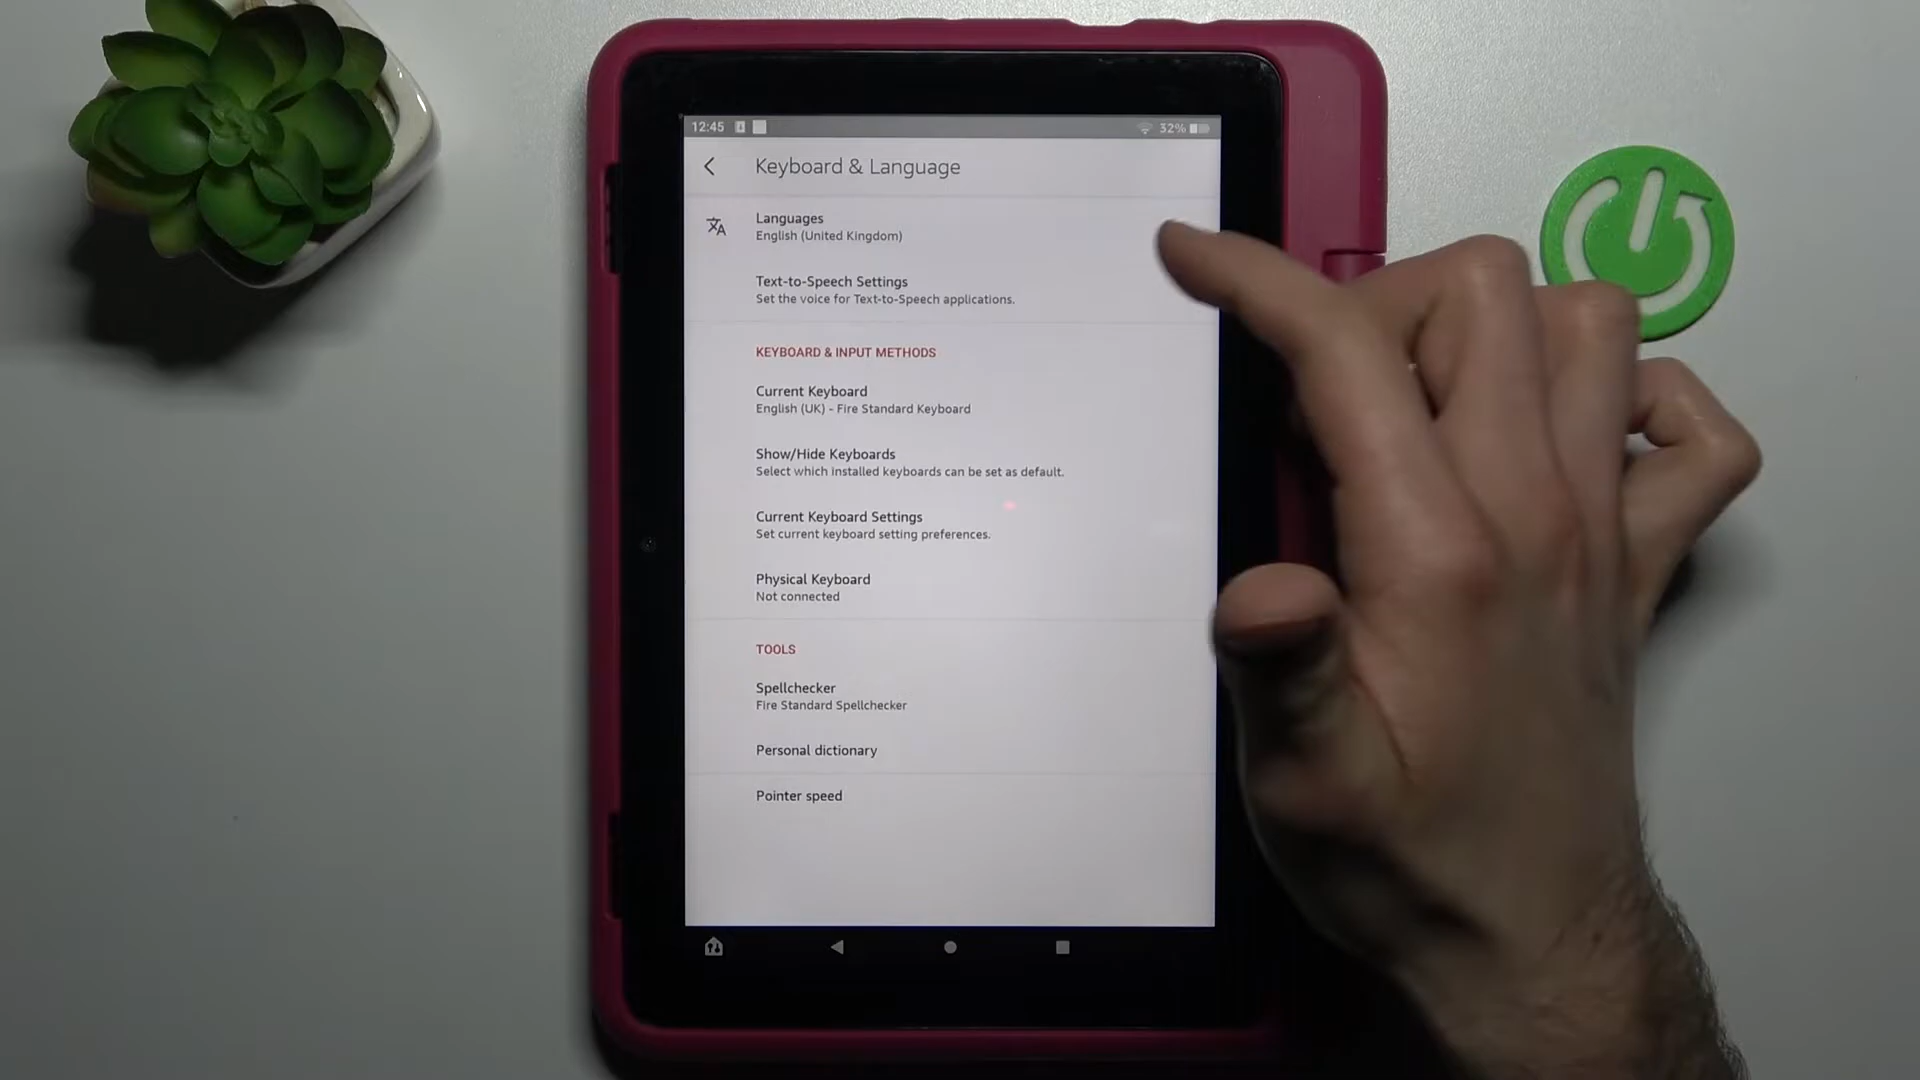 12:45
32%
Keyboard & Language
Languages
English (United Kingdom)
Text-to-Speech Settings
Set the voice for Text-to-Speech applications.
KEYBOARD & INPUT METHODS
Current Keyboard
English (UK) - Fire Standard Keyboard
Show/Hide Keyboards
Select which installed keyboards can be set as default.
Current Keyboard Settings
Set current keyboard setting preferences.
Physical Keyboard
Not connected
TOOLS
Spellchecker
Fire Standard Spellchecker
Personal dictionary
Pointer speed